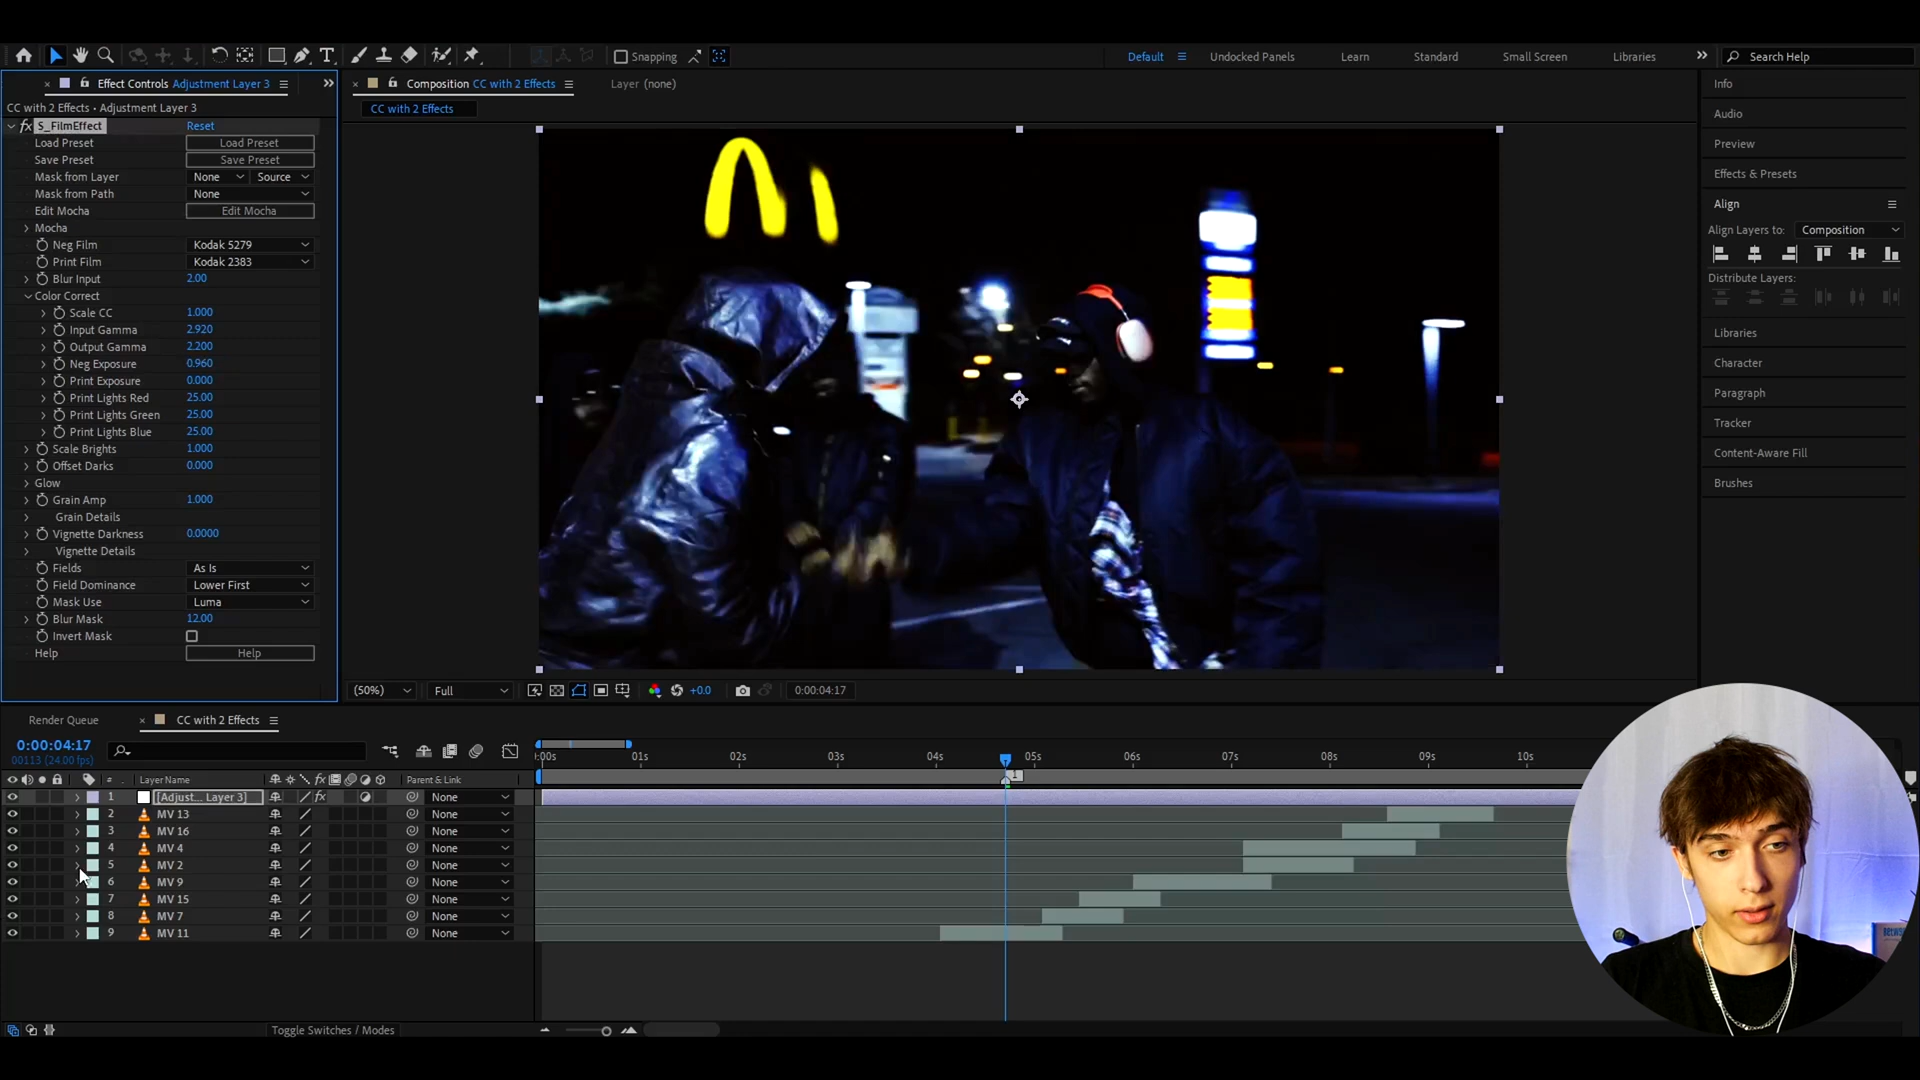 Snapping
Default
Undocked Panels
Learn
Standard
Small Screen
Libraries
Search Help
Effect Controls Adjustment Layer 3
Composition CC with 2 Effects
Layer (none)
Info
CC with 2 Effects • Adjustment Layer 3
CC with 2 Effects
Audio
S_FilmEffect Reset
Load Preset Load Preset
Preview
Save Preset Save Preset
Mask from Layer None Source
Effects & Presets
Mask from Path None
Align
Edit Mocha Edit Mocha
Mocha
Align Layers to: Composition
Neg Film Kodak 5279
Print Film Kodak 2383
Blur Input 2.00
Distribute Layers:
Color Correct
Scale CC 1.000
Input Gamma 2.920
Libraries
Output Gamma 2.200
Neg Exposure 0.960
Character
Print Exposure 0.000
Print Lights Red 25.00
Paragraph
Print Lights Green 25.00
Tracker
Print Lights Blue 25.00
Scale Brights 1.000
Content-Aware Fill
Offset Darks 0.000
Glow
Brushes
Grain Amp 1.000
Grain Details
Vignette Darkness 0.0000
Vignette Details
Fields As Is
Field Dominance Lower First
Mask Use Luma
Blur Mask 12.00
Invert Mask
Help Help
(50%) Full +0.0 0:00:04:17
Render Queue CC with 2 Effects
0:00:04:17
00113 (24.00 fps)
:00s 01s 02s 03s 04s 05s 06s 07s 08s 09s 10s
# Layer Name fx Parent & Link
1
1 [Adjust... Layer 3] fx None
2 MV 13 None
3 MV 16 None
4 MV 4 None
5 MV 2 None
6 MV 9 None
7 MV 15 None
8 MV 7 None
9 MV 11 None
Toggle Switches / Modes